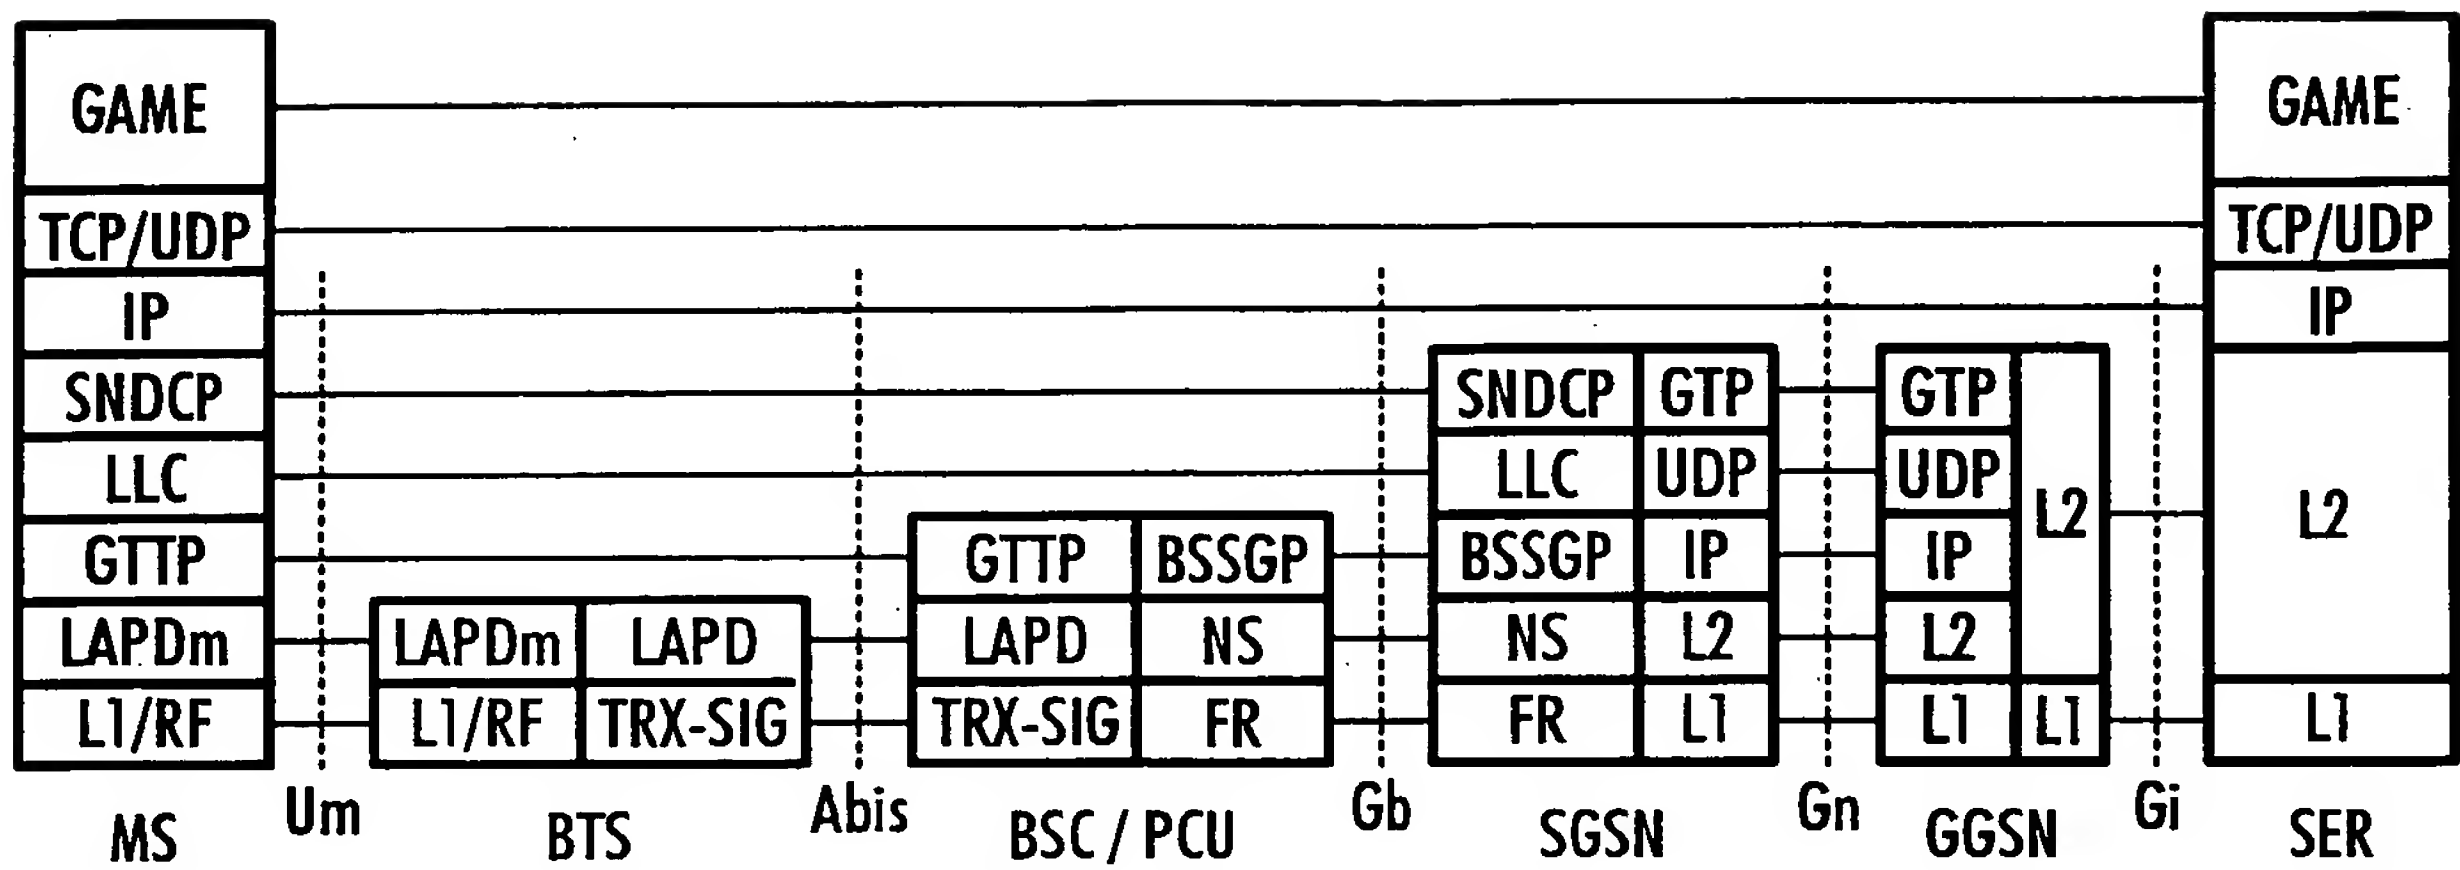 GAME
GAME
TCP/UDP
TCP/UDP
IP
IP
SNDCP
SNDCP
GTP
GTP
LLC
LLC
UDP
UDP
L2
L2
GTTP
GTTP
BSSGP
BSSGP
IP
IP
LAPDm
LAPDm
LAPD
LAPD
NS
NS
L2
L2
L1/RF
L1/RF
TRX-SIG
TRX-SIG
FR
FR
L1
L1
L1
L1
MS
Um
BTS
Abis
BSC / PCU
Gb
SGSN
Gn
GGSN
Gi
SER